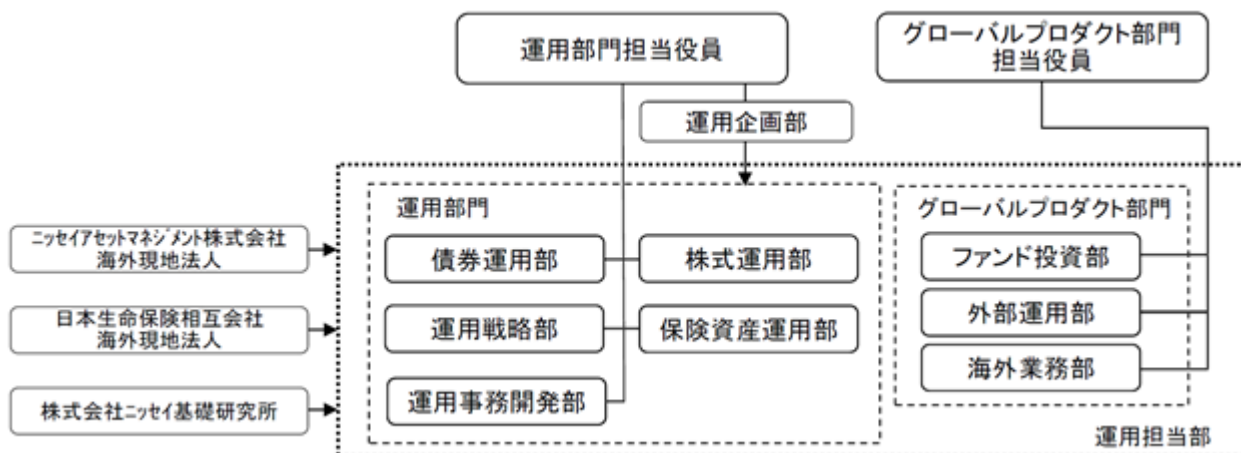 運用部門担当役員
グローバルプロダクト部門
担当役員
運用企画部
運用部門
グローバルプロダクト部門
ニッセイアセットマネジメント株式会社
海外現地法人
債券運用部
株式運用部
ファンド投資部
日本生命保険相互会社
海外現地法人
運用戦略部
保険資産運用部
外部運用部
海外業務部
株式会社ニッセイ基礎研究所
運用事務開発部
運用担当部